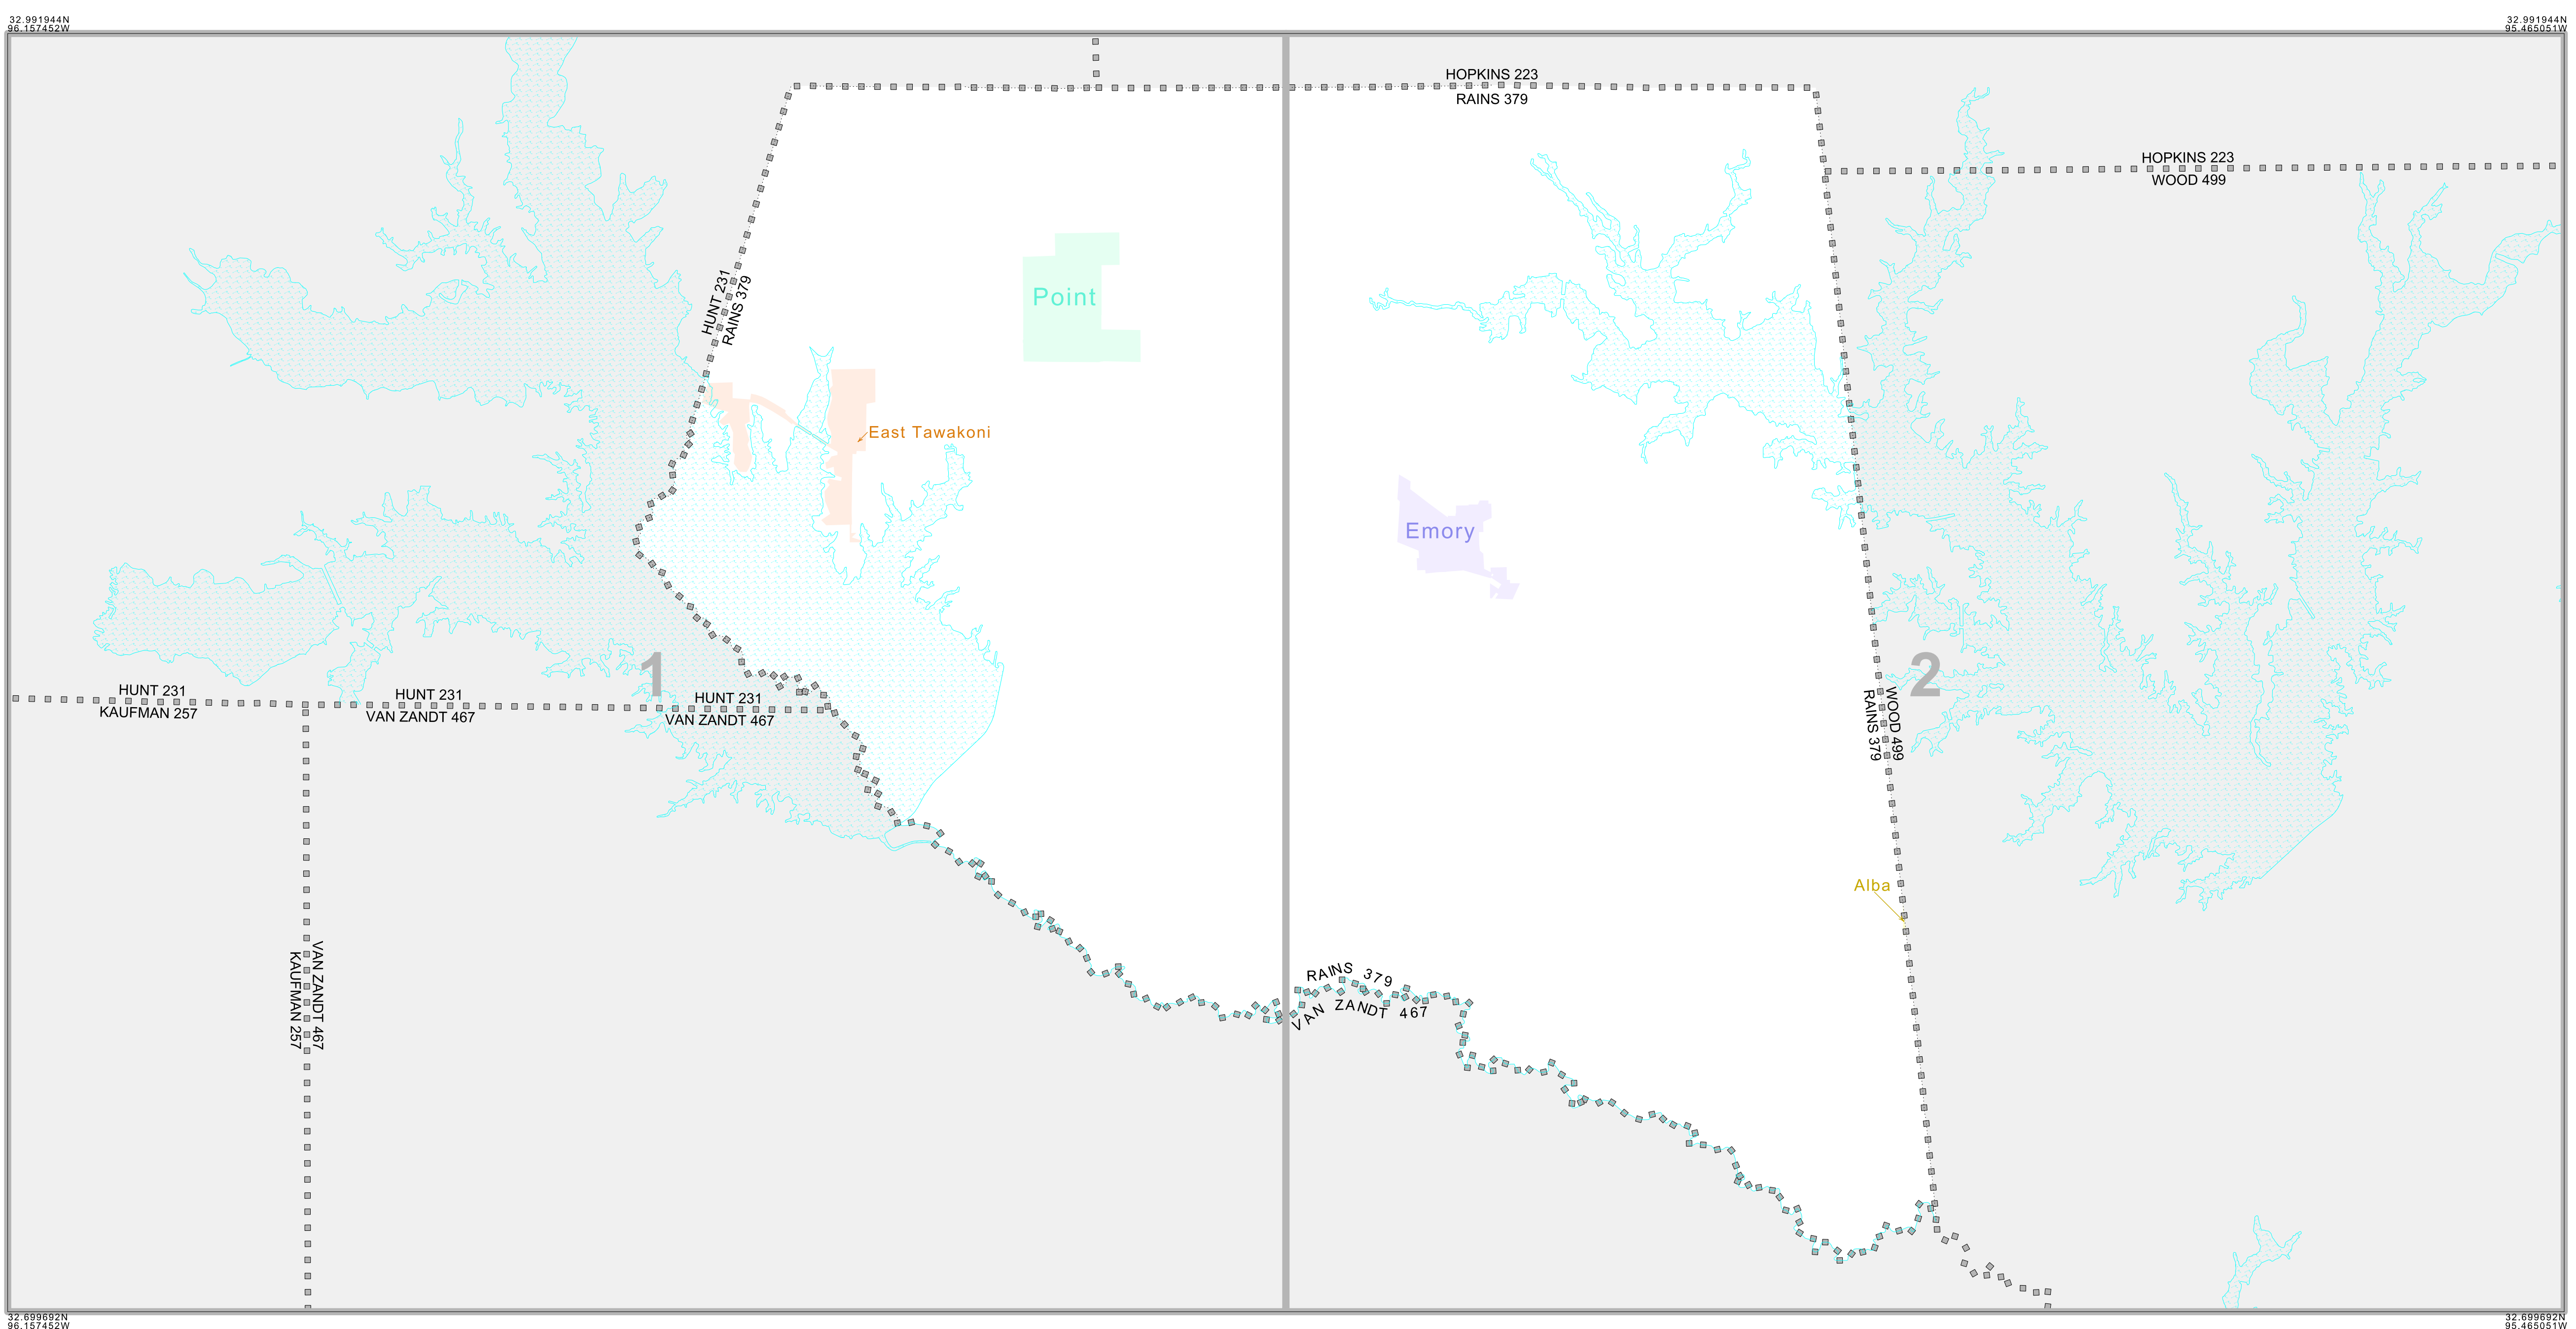 32.991944N
96.157452W
32.991944N
95.465051W
HOPKINS 223
RAINS 379
HOPKINS 223
WOOD 499
HUNT 231
RAINS 379
Point
East Tawakoni
Emory
1
2
HUNT 231
KAUFMAN 257
HUNT 231
VAN ZANDT 467
HUNT 231
VAN ZANDT 467
WOOD 499
RAINS 379
Alba
VAN ZANDT 467
KAUFMAN 257
RAINS 379
VAN ZANDT 467
32.699692N
96.157452W
32.699692N
95.465051W